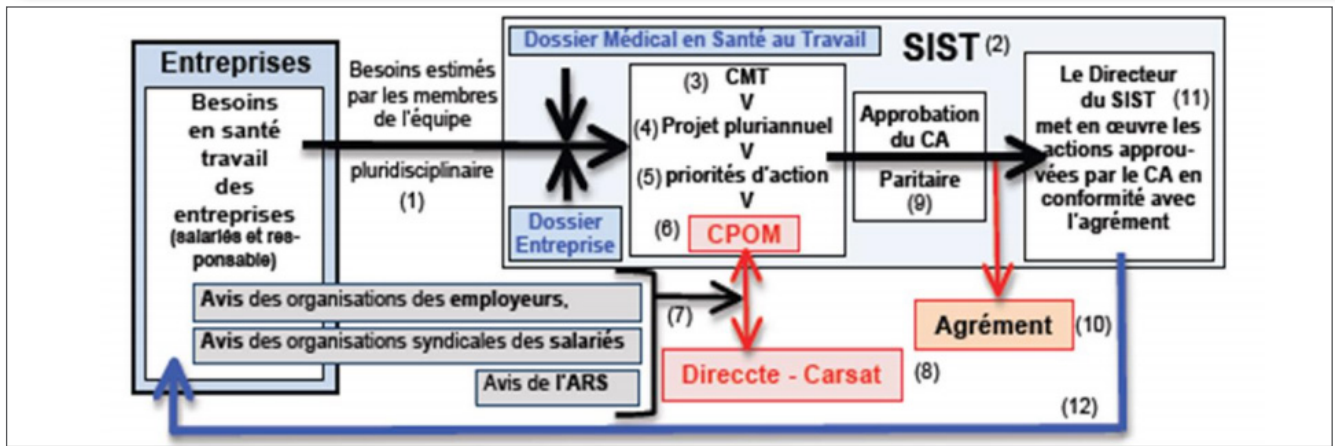 Entreprises
Besoins
en santé
travail
des
entreprises
(salariés et res-
ponsable)
Besoins estimés
par les membres
de l'équipe
pluridisciplinaire
(1)
Dossier Médical en Santé au Travail
SIST (2)
Dossier
Entreprise
(3) CMT
V
(4) Projet pluriannuel
V
(5) priorités d'action
V
(6) CPOM
Approbation
du CA
Paritaire
(9)
Le Directeur
du SIST (11)
met en œuvre les
actions approu-
vées par le CA en
conformité avec
l'agrément
Avis des organisations des employeurs,
Avis des organisations syndicales des salariés
Avis de l'ARS
(7)
Direccte - Carsat (8)
Agrément (10)
(12)